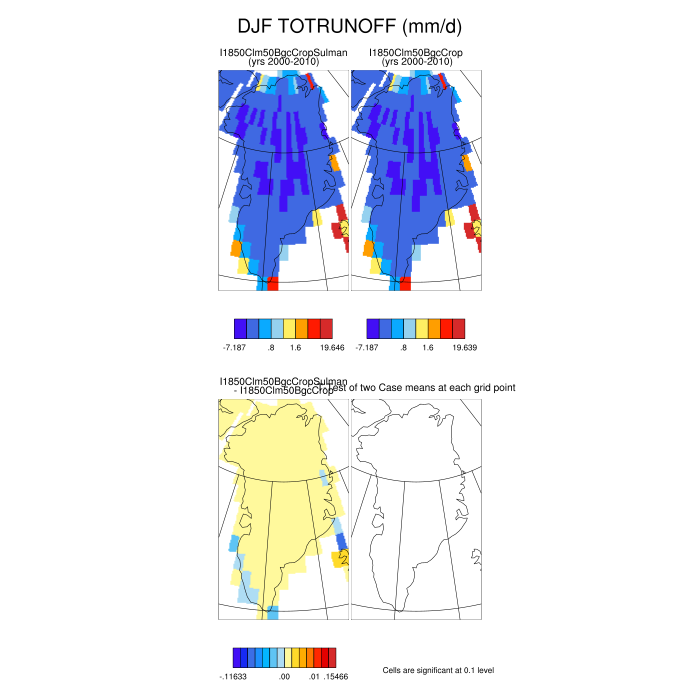 DJF TOTRUNOFF (mm/d)
I1850Clm50BgcCropSulman
(yrs 2000-2010)
I1850Clm50BgcCrop
(yrs 2000-2010)
-7.187 .8 1.6 19.646
-7.187 .8 1.6 19.639
I1850Clm50BgcCropSulman
- I1850Clm50BgcCrop
Test of two Case means at each grid point
-.11633 .00 .01 .15466
Cells are significant at 0.1 level